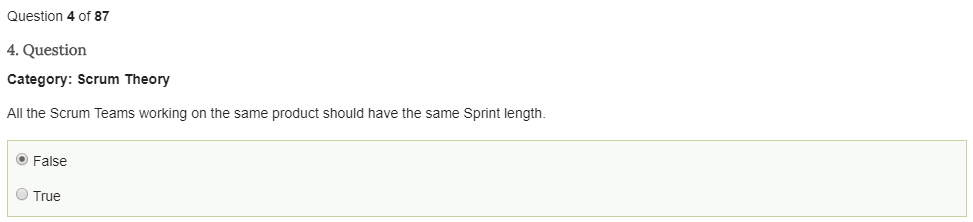 Question 4 of 87
4. Question
Category: Scrum Theory
All the Scrum Teams working on the same product should have the same Sprint length.
False
True